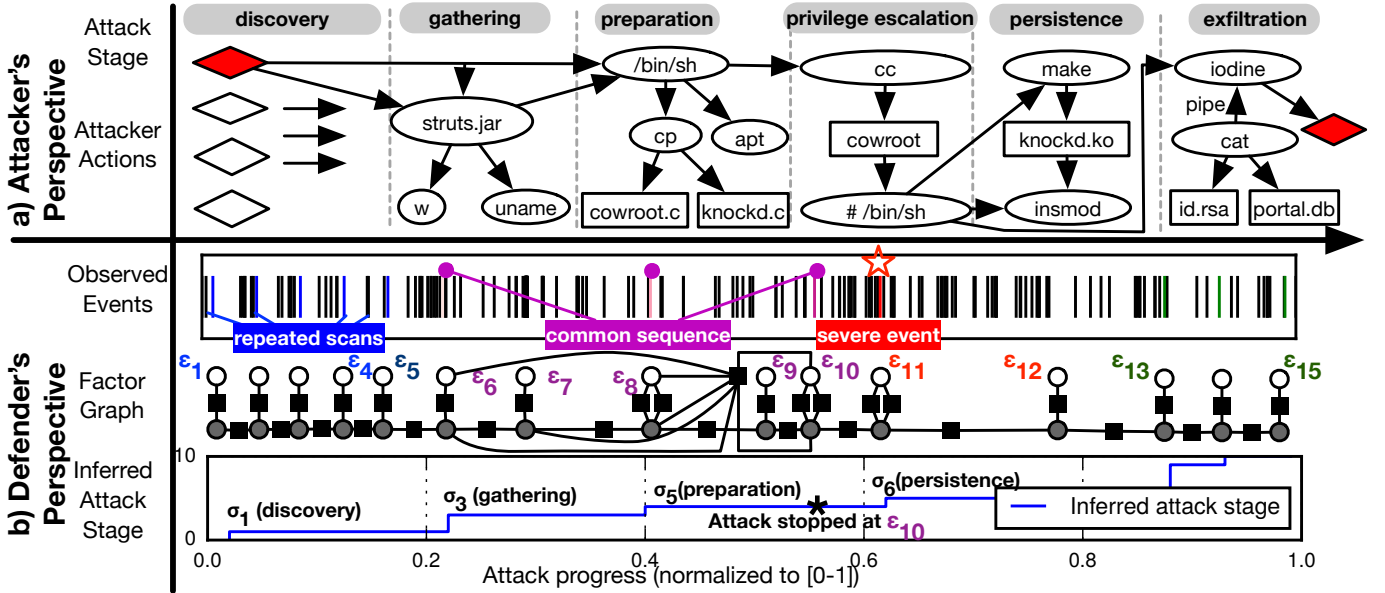 discovery
gathering
preparation
privilege escalation
persistence
exfiltration
a) Attacker's
Perspective
Attack
Stage
Attacker
Actions
struts.jar
w
uname
/bin/sh
cp
apt
cowroot.c
knockd.c
cc
cowroot
# /bin/sh
make
knockd.ko
insmod
iodine
pipe
cat
id.rsa
portal.db
b) Defender's
Perspective
Observed
Events
repeated scans
common sequence
severe event
Factor
Graph
ε1
ε4
ε5
ε6
ε7
ε8
ε9
ε10
ε11
ε12
ε13
ε15
Inferred
Attack
Stage
10
0
σ1 (discovery)
σ3 (gathering)
σ5(preparation)
σ6(persistence)
Attack stopped at ε10
Inferred attack stage
0.0
0.2
0.4
0.6
0.8
1.0
Attack progress (normalized to [0-1])